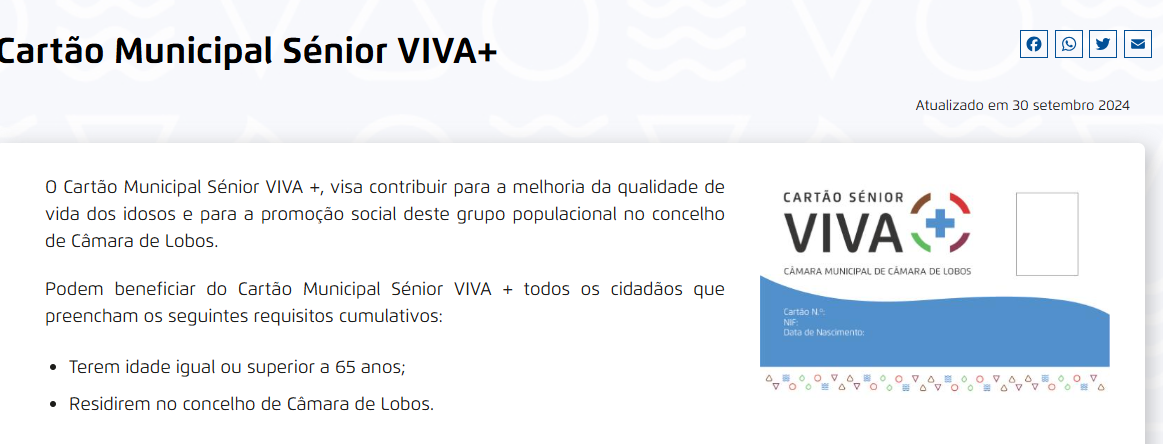 Cartão Municipal Sénior VIVA+
Atualizado em 30 setembro 2024
O Cartão Municipal Sénior VIVA +, visa contribuir para a melhoria da qualidade de
vida dos idosos e para a promoção social deste grupo populacional no concelho
de Câmara de Lobos.
Podem beneficiar do Cartão Municipal Sénior VIVA + todos os cidadãos que
preencham os seguintes requisitos cumulativos:
• Terem idade igual ou superior a 65 anos;
• Residirem no concelho de Câmara de Lobos.
CARTÃO SÉNIOR
VIVA+
CÂMARA MUNICIPAL DE CÂMARA DE LOBOS
Cartão N.º:
NIF:
Data de Nascimento: